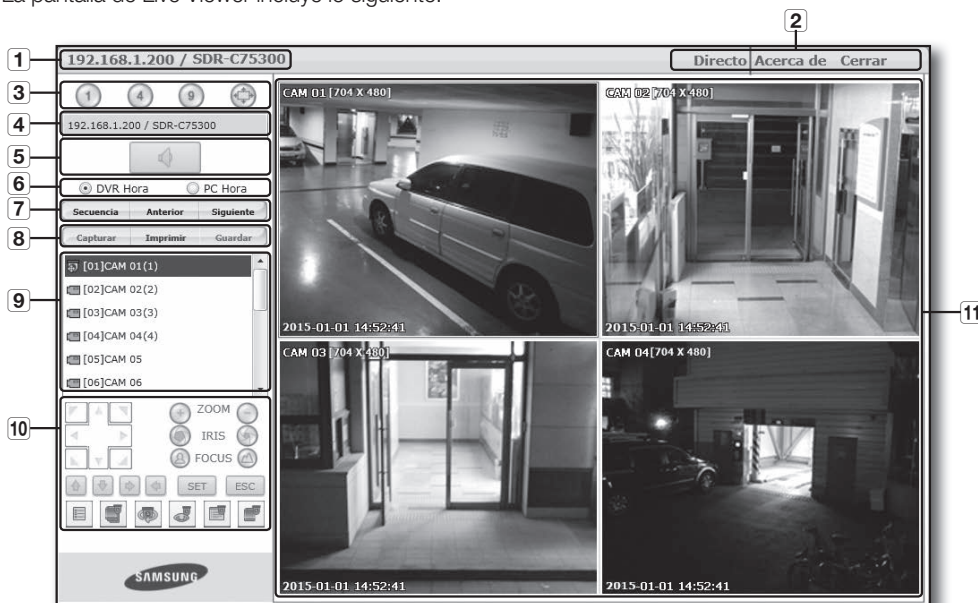 La pantalla de Live Viewer incluye lo siguiente:
2
1
192.168.1.200 / SDR-C75300
Directo Acerca de Cerrar
3
1 4 9
4
192.168.1.200 / SDR-C75300
5
6
DVR Hora PC Hora
7
Secuencia Anterior Siguiente
8
Capturar Imprimir Guardar
9
[01]CAM 01(1)
[02]CAM 02(2)
[03]CAM 03(3)
[04]CAM 04(4)
[05]CAM 05
[06]CAM 06
10
ZOOM
IRIS
FOCUS
SET ESC
SAMSUNG
CAM 01[704 X 480]
2015-01-01 14:52:41
CAM 02[704 X 480]
2015-01-01 14:52:41
CAM 03[704 X 480]
2015-01-01 14:52:41
CAM 04[704 X 480]
2015-01-01 14:52:41
11